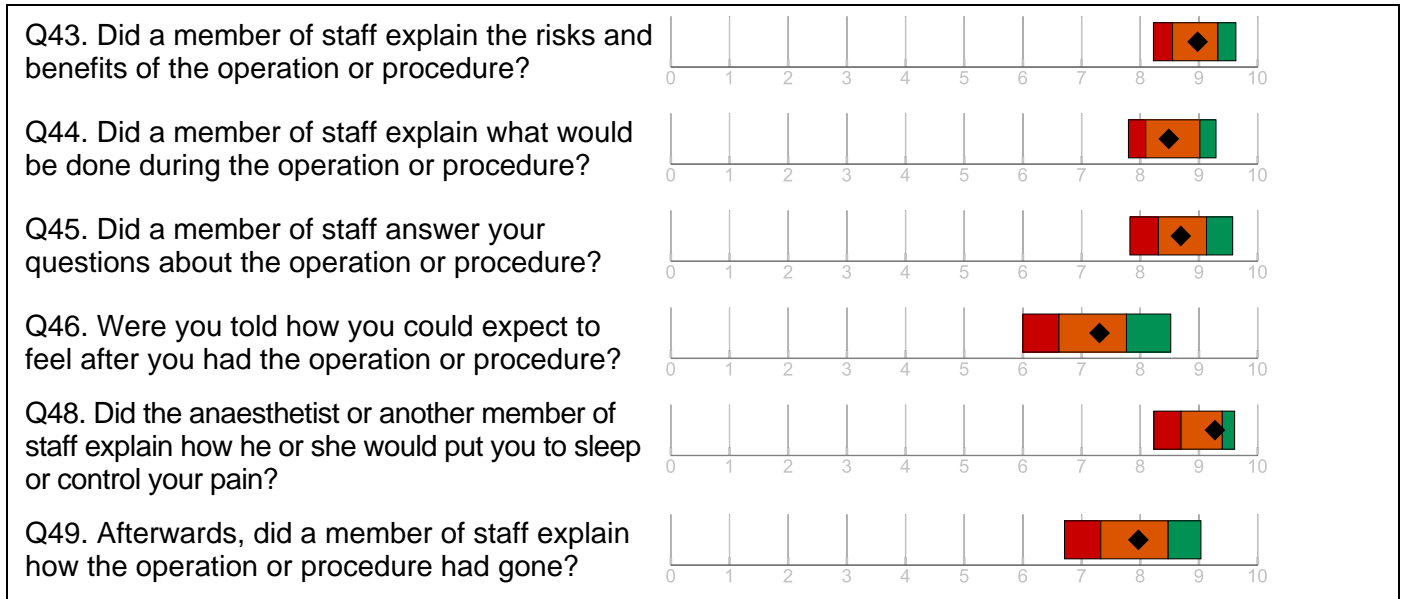 Q43. Did a member of staff explain the risks and
benefits of the operation or procedure?
0 1 2 3 4 5 6 7 8 9 10
Q44. Did a member of staff explain what would
be done during the operation or procedure?
0 1 2 3 4 5 6 7 8 9 10
Q45. Did a member of staff answer your
questions about the operation or procedure?
0 1 2 3 4 5 6 7 8 9 10
Q46. Were you told how you could expect to
feel after you had the operation or procedure?
0 1 2 3 4 5 6 7 8 9 10
Q48. Did the anaesthetist or another member of
staff explain how he or she would put you to sleep
or control your pain?
0 1 2 3 4 5 6 7 8 9 10
Q49. Afterwards, did a member of staff explain
how the operation or procedure had gone?
0 1 2 3 4 5 6 7 8 9 10